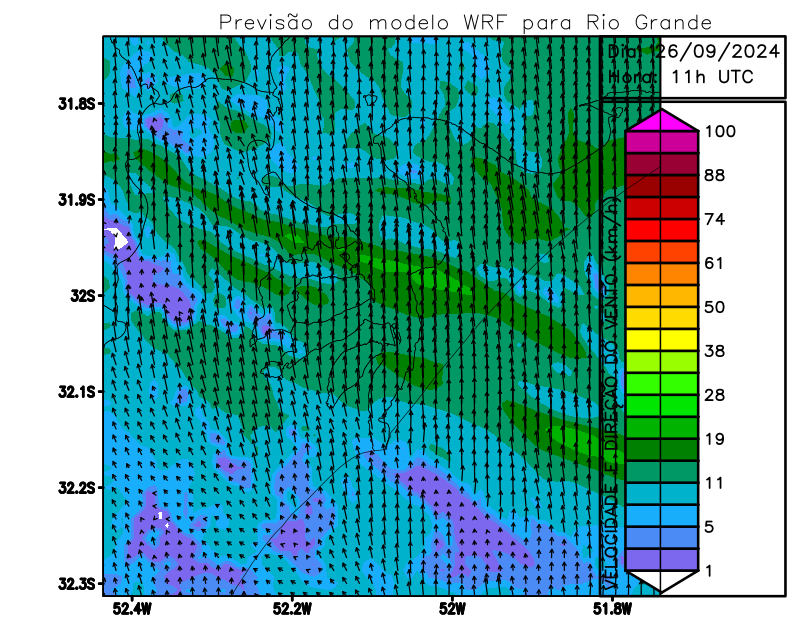 Previsão do modelo WRF para Rio Grande
Dia: 26/09/2024
Hora: 11h UTC
31.8S
31.9S
32S
32.1S
32.2S
32.3S
52.4W
52.2W
52W
51.8W
VELOCIDADE E DIREÇÃO DO VENTO (km/h)
100
88
74
61
50
38
28
19
11
5
1